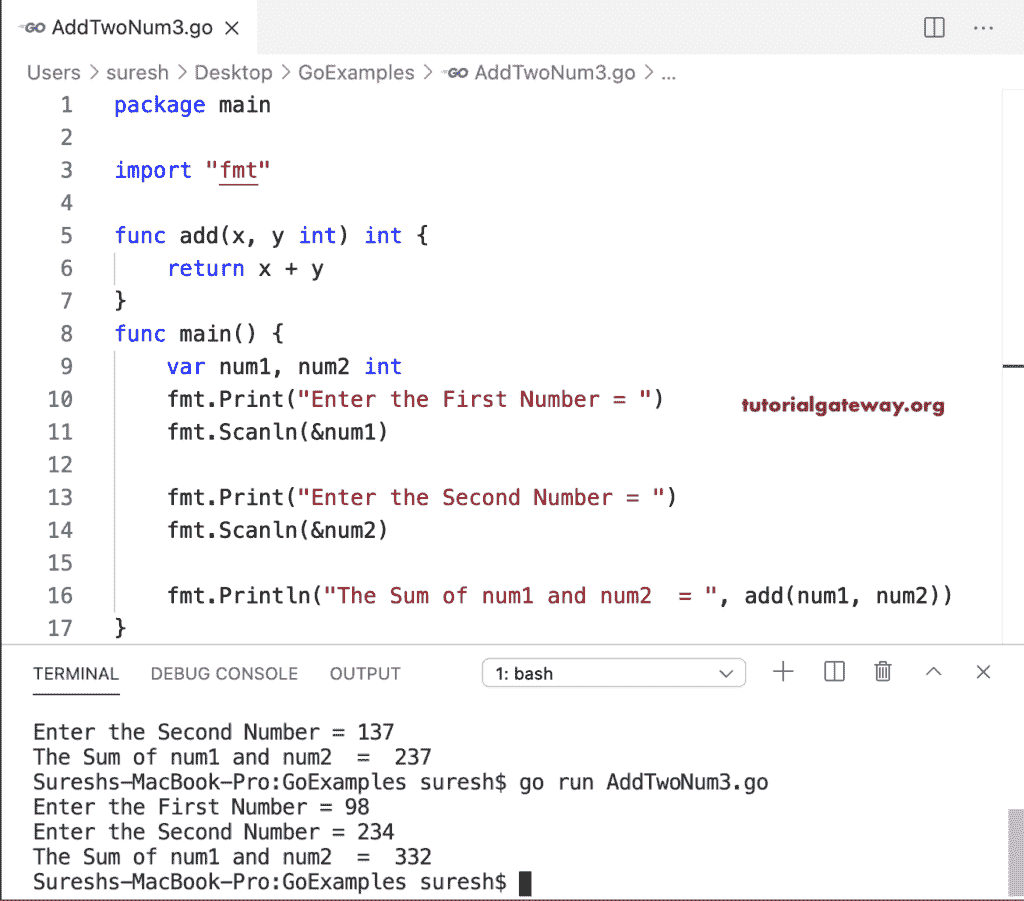 GO AddTwoNum3.go
Users > suresh > Desktop > GoExamples > GO AddTwoNum3.go > ...
1 package main
2
3 import "fmt"
4
5 func add(x, y int) int {
6     return x + y
7 }
8 func main() {
9     var num1, num2 int
10     fmt.Print("Enter the First Number = ")
tutorialgateway.org
11     fmt.Scanln(&num1)
12
13     fmt.Print("Enter the Second Number = ")
14     fmt.Scanln(&num2)
15
16     fmt.Println("The Sum of num1 and num2  = ", add(num1, num2))
17 }
TERMINAL DEBUG CONSOLE OUTPUT 1: bash
Enter the Second Number = 137
The Sum of num1 and num2  =  237
Sureshs-MacBook-Pro:GoExamples suresh$ go run AddTwoNum3.go
Enter the First Number = 98
Enter the Second Number = 234
The Sum of num1 and num2  =  332
Sureshs-MacBook-Pro:GoExamples suresh$